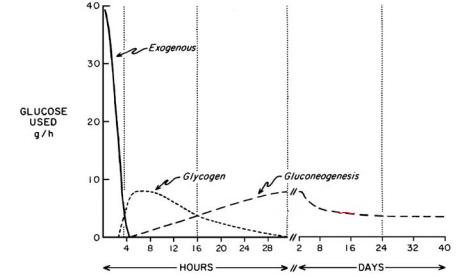 40
Exogenous
30
GLUCOSE
USED
g/h
20
Glycogen
Gluconeogenesis
10
0
4 8 12 16 20 24 28 2 8 16 24 32 40
HOURS DAYS